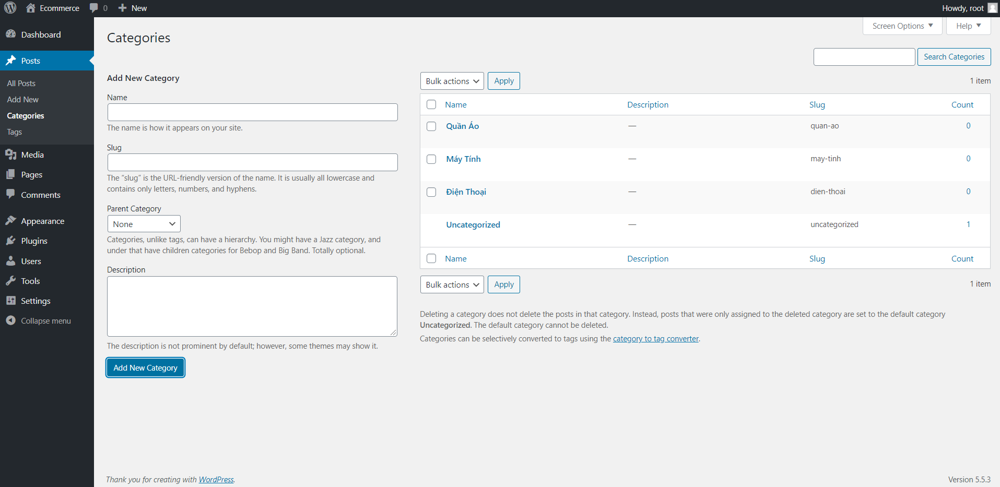 Ecommerce 0 New Howdy, root
Dashboard
Posts
All Posts
Add New
Categories
Tags
Media
Pages
Comments
Appearance
Plugins
Users
Tools
Settings
Collapse menu
Screen Options Help
Categories
Search Categories
Add New Category
Name
The name is how it appears on your site.
Slug
The “slug” is the URL-friendly version of the name. It is usually all lowercase and
contains only letters, numbers, and hyphens.
Parent Category
None
Categories, unlike tags, can have a hierarchy. You might have a Jazz category, and
under that have children categories for Bebop and Big Band. Totally optional.
Description
The description is not prominent by default; however, some themes may show it.
Add New Category
Bulk actions Apply 1 item
Name Description Slug Count
Quần Áo — quan-ao 0
Máy Tính — may-tinh 0
Điện Thoại — dien-thoai 0
Uncategorized — uncategorized 1
Name Description Slug Count
Bulk actions Apply 1 item
Deleting a category does not delete the posts in that category. Instead, posts that were only assigned to the deleted category are set to the default category
Uncategorized. The default category cannot be deleted.
Categories can be selectively converted to tags using the category to tag converter.
Thank you for creating with WordPress. Version 5.5.3